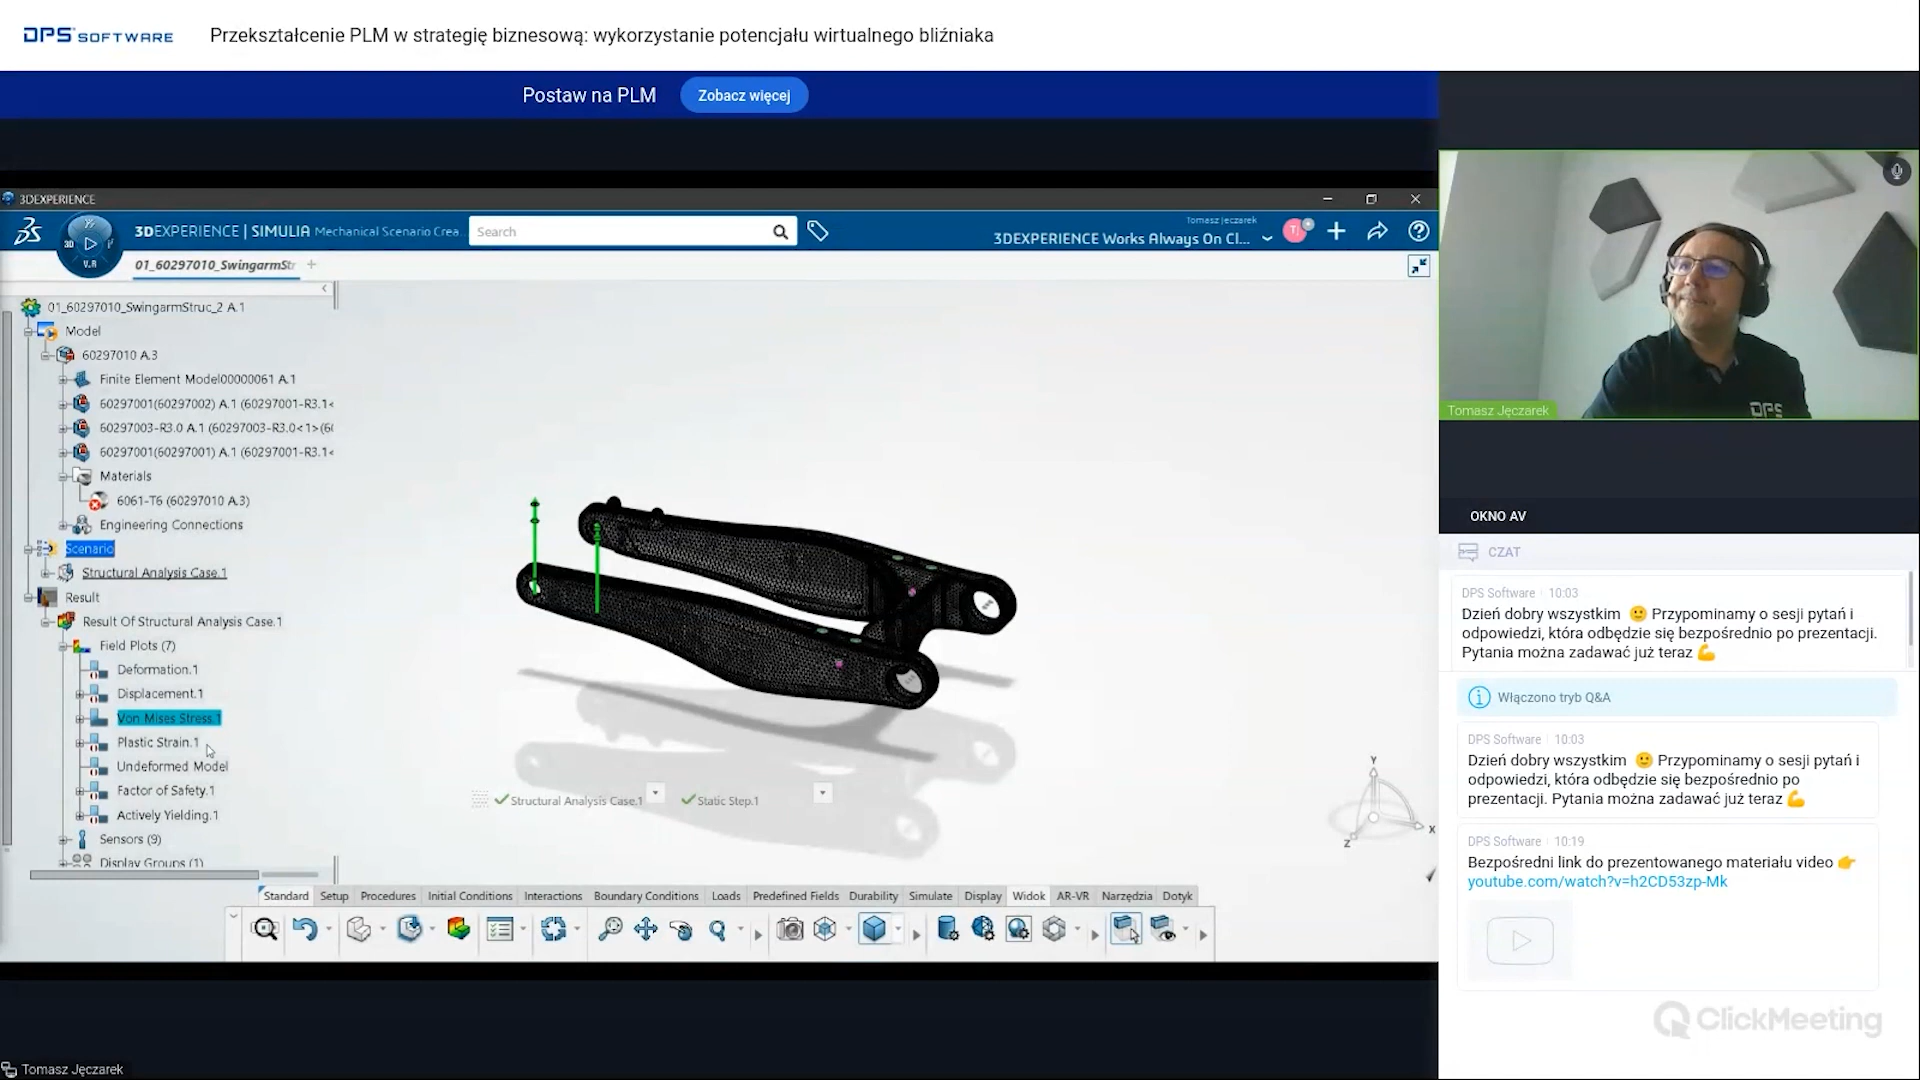 DPS SOFTWARE
Przekształcenie PLM w strategię biznesową: wykorzystanie potencjału wirtualnego bliźniaka
Postaw na PLM
Zobacz więcej
3DEXPERIENCE
3DEXPERIENCE | SIMULIA Mechanical Scenario Crea...
Search
Tomasz Jęczarek
3DEXPERIENCE Works Always On Cl...
TJ
3D
V.R
01_60297010_SwingarmStr
01_60297010_SwingarmStruc_2 A.1
Model
60297010 A.3
Finite Element Model00000061 A.1
60297001(60297002) A.1 (60297001-R3.1<
60297003-R3.0 A.1 (60297003-R3.0<1>(6(
60297001(60297001) A.1 (60297001-R3.1<
Materials
6061-T6 (60297010 A.3)
Engineering Connections
Scenario
Structural Analysis Case.1
Result
Result Of Structural Analysis Case.1
Field Plots (7)
Deformation.1
Displacement.1
Von Mises Stress.1
Plastic Strain.1
Undeformed Model
Factor of Safety.1
Actively Yielding.1
Sensors (9)
Display Groups (1)
Structural Analysis Case.1
Static Step.1
Y
X
Z
Standard Setup Procedures Initial Conditions Interactions Boundary Conditions Loads Predefined Fields Durability Simulate Display Widok AR-VR Narzędzia Dotyk
Tomasz Jęczarek
DPS
Tomasz Jęczarek
OKNO AV
CZAT
DPS Software 10:03
Dzień dobry wszystkim 🙂 Przypominamy o sesji pytań i
odpowiedzi, która odbędzie się bezpośrednio po prezentacji.
Pytania można zadawać już teraz 💪
Włączono tryb Q&A
DPS Software 10:03
Dzień dobry wszystkim 🙂 Przypominamy o sesji pytań i
odpowiedzi, która odbędzie się bezpośrednio po
prezentacji. Pytania można zadawać już teraz 💪
DPS Software 10:19
Bezpośredni link do prezentowanego materiału video 👉
youtube.com/watch?v=h2CD53zp-Mk
ClickMeeting